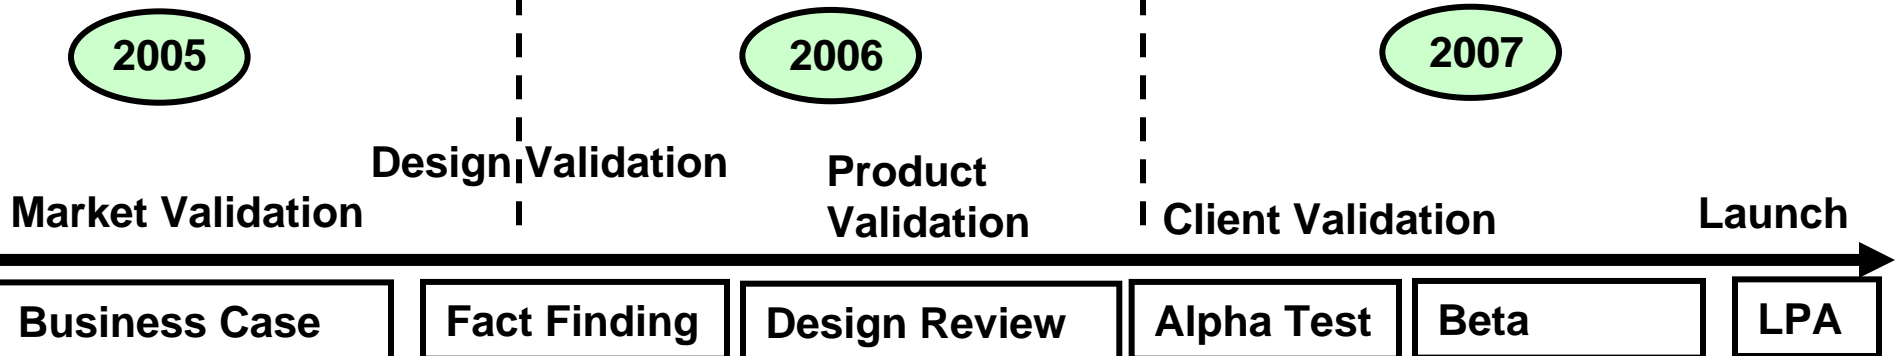 2005
2006
2007
Design Validation
Product
Validation
Market Validation
Client Validation
Launch
Business Case
Fact Finding
Design Review
Alpha Test
Beta
LPA